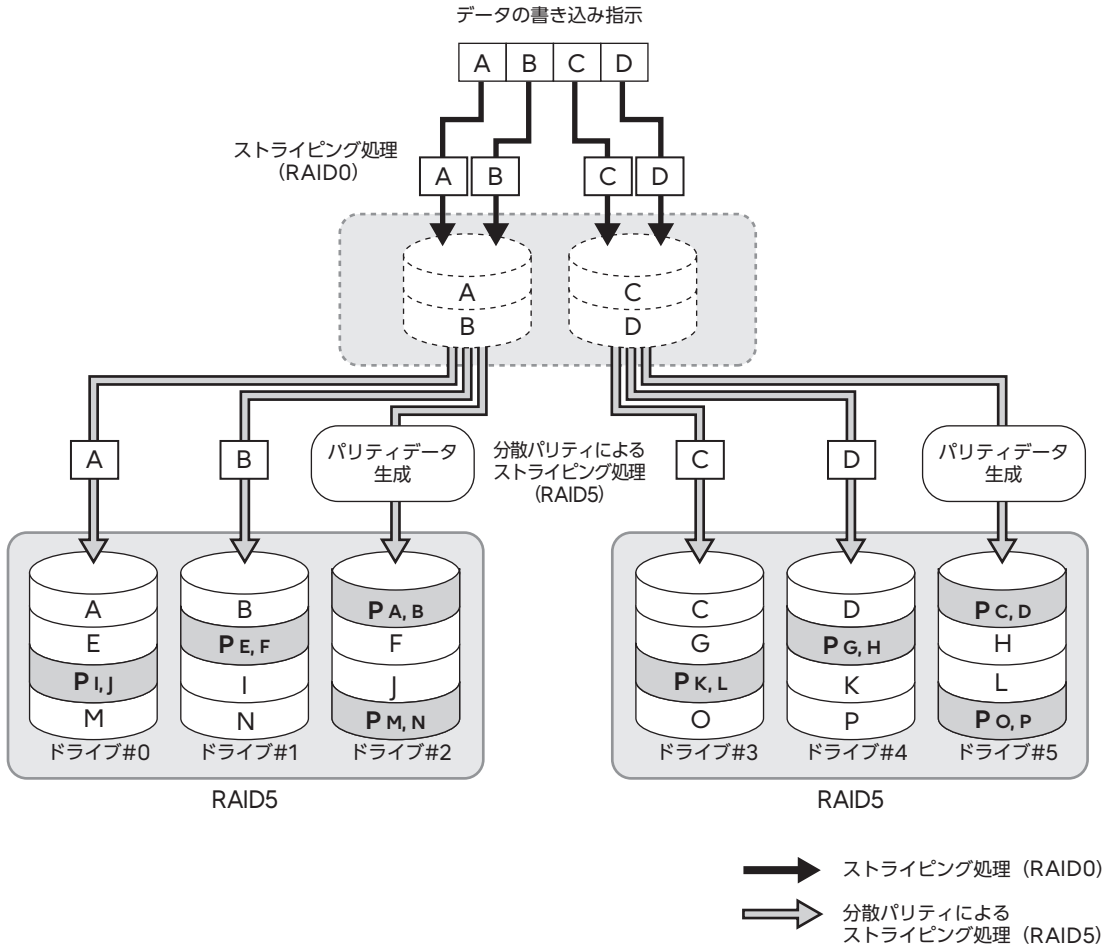 データの書き込み指示
A B C D
ストライピング処理
(RAID0)
A B C D
A C
B D
A B パリティデータ
生成
分散パリティによる
ストライピング処理
(RAID5)
C D パリティデータ
生成
A B P A, B C D P C, D
E P E, F F G P G, H H
P I, J I J P K, L K L
M N P M, N O P P O, P
ドライブ#0 ドライブ#1 ドライブ#2 ドライブ#3 ドライブ#4 ドライブ#5
RAID5 RAID5
ストライピング処理 (RAID0)
分散パリティによる
ストライピング処理 (RAID5)